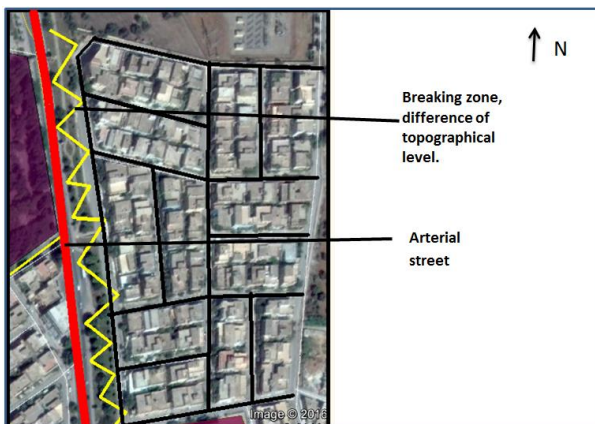 N
Breaking zone,
difference of
topographical
level.
Arterial
street
Image © 2016